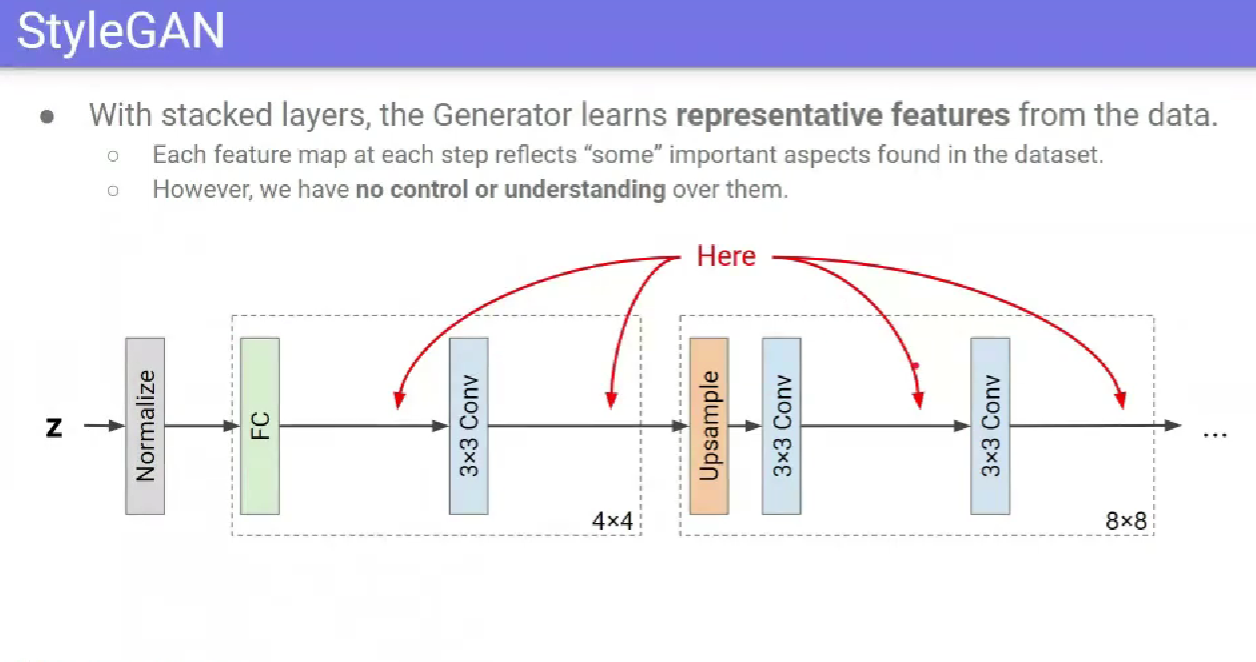 StyleGAN
● With stacked layers, the Generator learns representative features from the data.
○ Each feature map at each step reflects “some” important aspects found in the dataset.
○ However, we have no control or understanding over them.
Here
z
Normalize
FC
3×3 Conv
4×4
Upsample
3×3 Conv
3×3 Conv
8×8
...